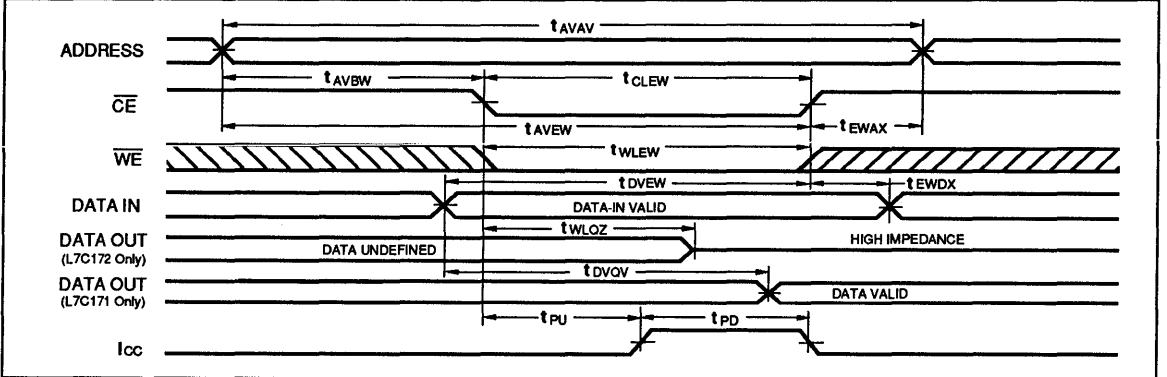 tAVAV
ADDRESS
tAVBW
tCLEW
CE
tAVEW
tEWAX
WE
tWLEW
tDVEW
tEWDX
DATA IN
DATA-IN VALID
tWLQZ
DATA OUT
(L7C172 Only)
DATA UNDEFINED
HIGH IMPEDANCE
tDVQV
DATA OUT
(L7C171 Only)
DATA VALID
tPU
tPD
ICC